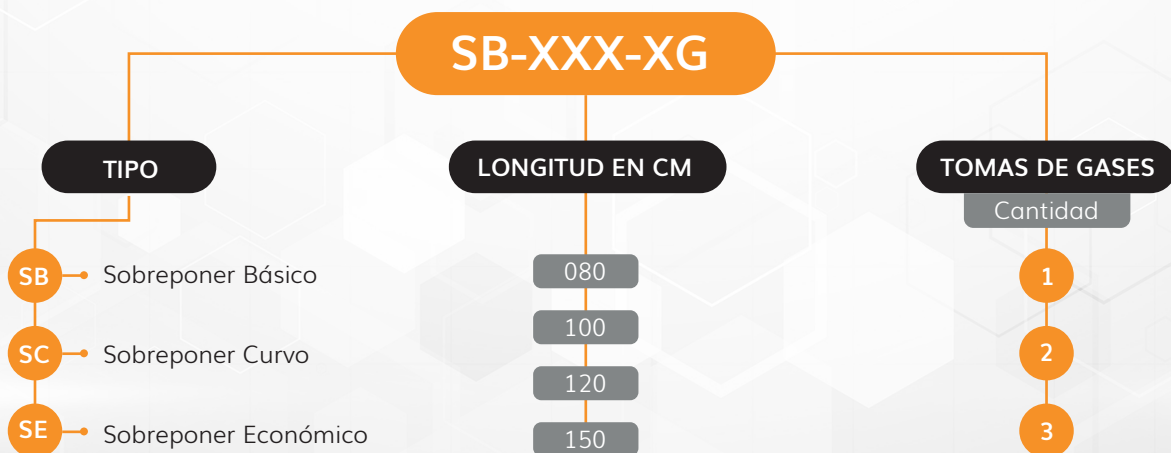 SB-XXX-XG
TIPO
SB Sobreponer Básico
SC Sobreponer Curvo
SE Sobreponer Económico
LONGITUD EN CM
080
100
120
150
TOMAS DE GASES
Cantidad
1
2
3